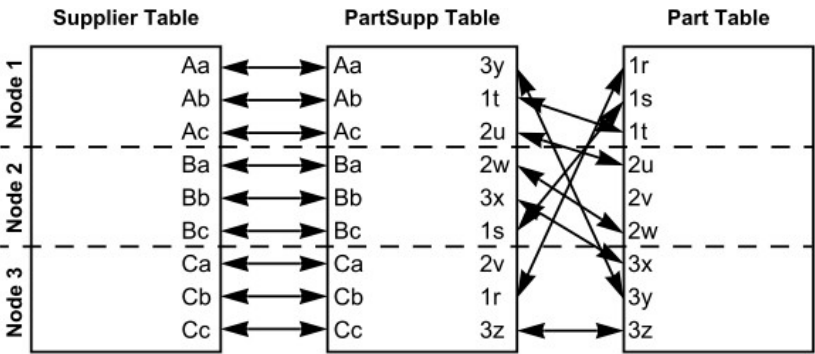 Supplier Table PartSupp Table Part Table
Node 1
Aa Aa 3y 1r
Ab Ab 1t 1s
Ac Ac 2u 1t
Node 2
Ba Ba 2w 2u
Bb Bb 3x 2v
Bc Bc 1s 2w
Node 3
Ca Ca 2v 3x
Cb Cb 1r 3y
Cc Cc 3z 3z